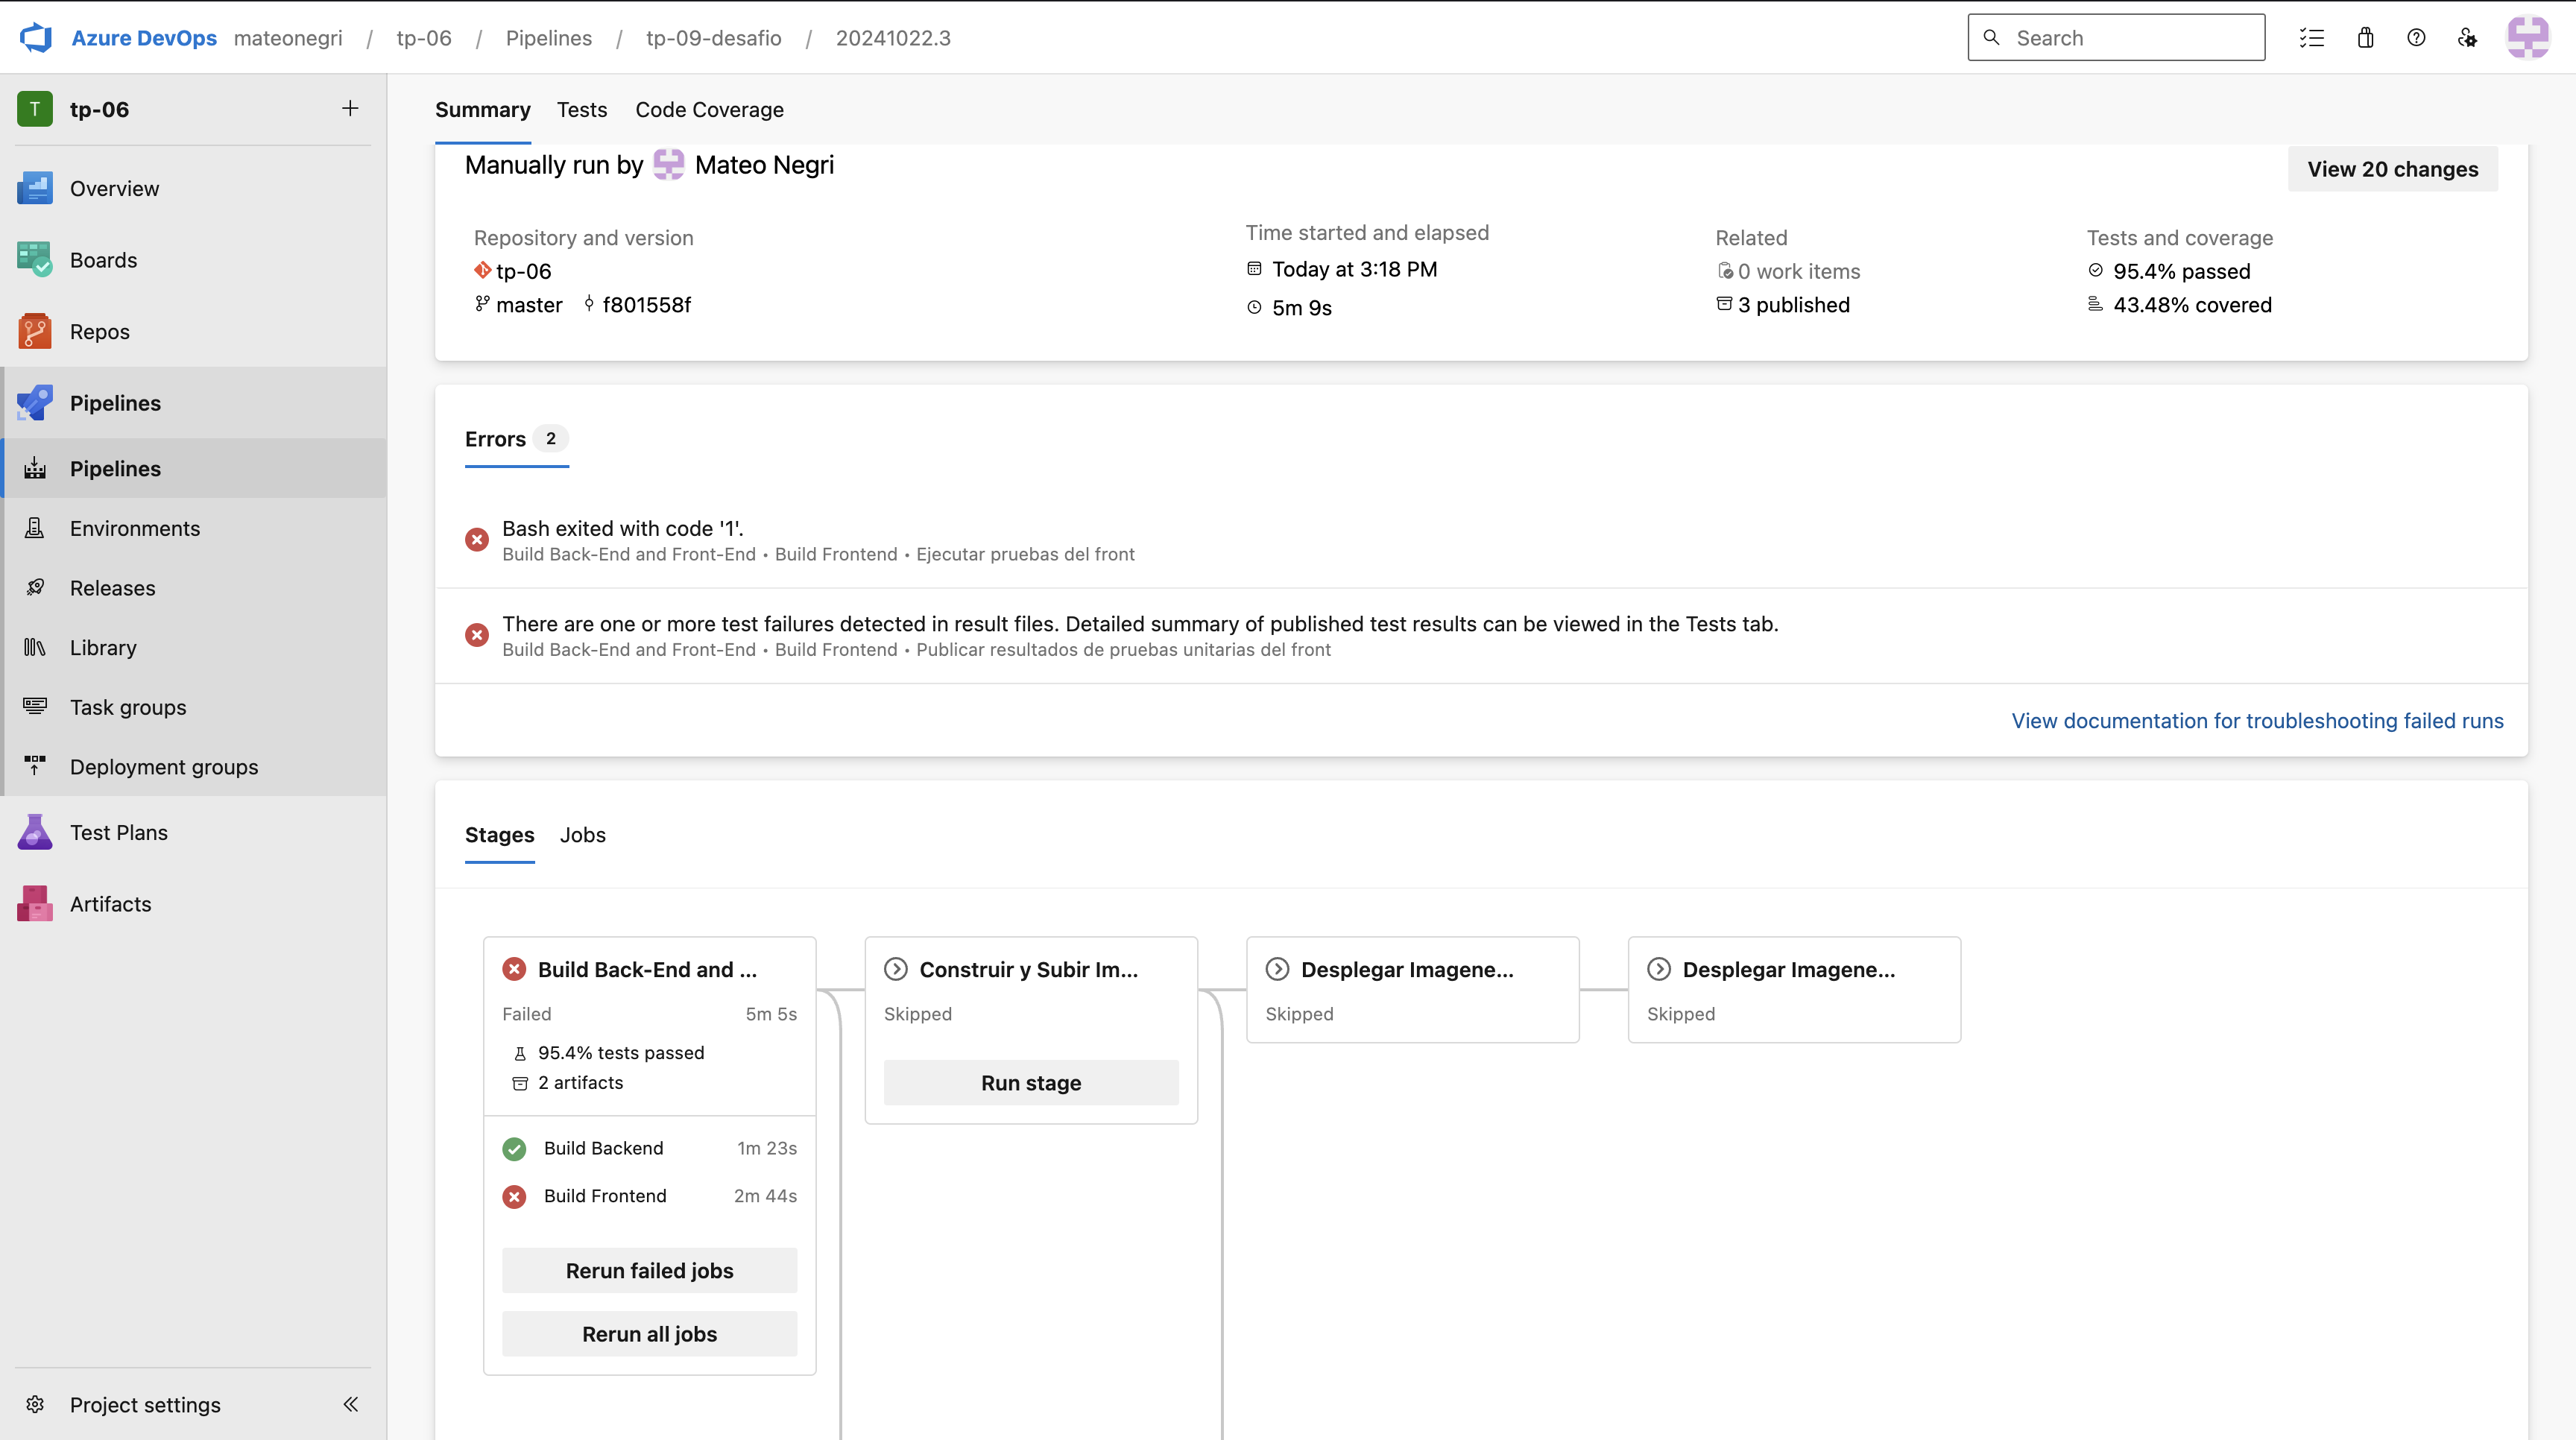 Azure DevOps mateonegri / tp-06 / Pipelines / tp-09-desafio / 20241022.3
Search
T tp-06
Overview
Boards
Repos
Pipelines
Pipelines
Environments
Releases
Library
Task groups
Deployment groups
Test Plans
Artifacts
Project settings
Summary Tests Code Coverage
Manually run by Mateo Negri
View 20 changes
Repository and version
tp-06
master f801558f
Time started and elapsed
Today at 3:18 PM
5m 9s
Related
0 work items
3 published
Tests and coverage
95.4% passed
43.48% covered
Errors 2
Bash exited with code '1'.
Build Back-End and Front-End • Build Frontend • Ejecutar pruebas del front
There are one or more test failures detected in result files. Detailed summary of published test results can be viewed in the Tests tab.
Build Back-End and Front-End • Build Frontend • Publicar resultados de pruebas unitarias del front
View documentation for troubleshooting failed runs
Stages Jobs
Build Back-End and ...
Failed 5m 5s
95.4% tests passed
2 artifacts
Build Backend 1m 23s
Build Frontend 2m 44s
Rerun failed jobs
Rerun all jobs
Construir y Subir Im...
Skipped
Run stage
Desplegar Imagene...
Skipped
Desplegar Imagene...
Skipped